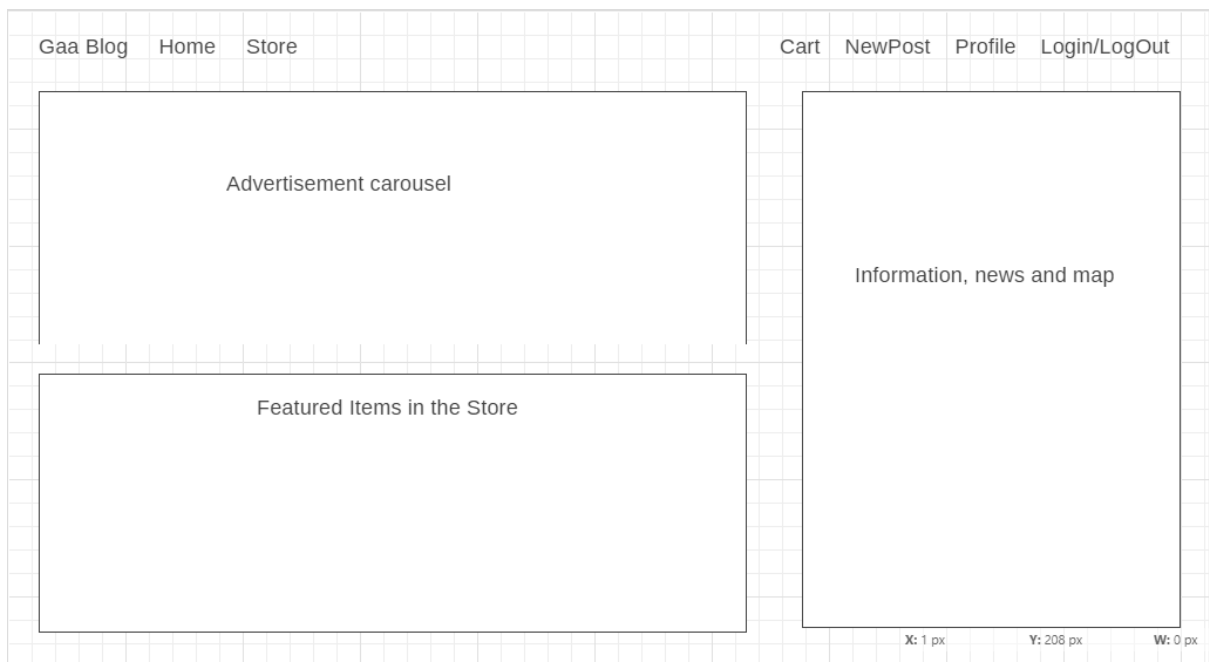 Gaa Blog Home Store Cart NewPost Profile Login/LogOut
Advertisement carousel
Information, news and map
Featured Items in the Store
X: 1 px Y: 208 px W: 0 px